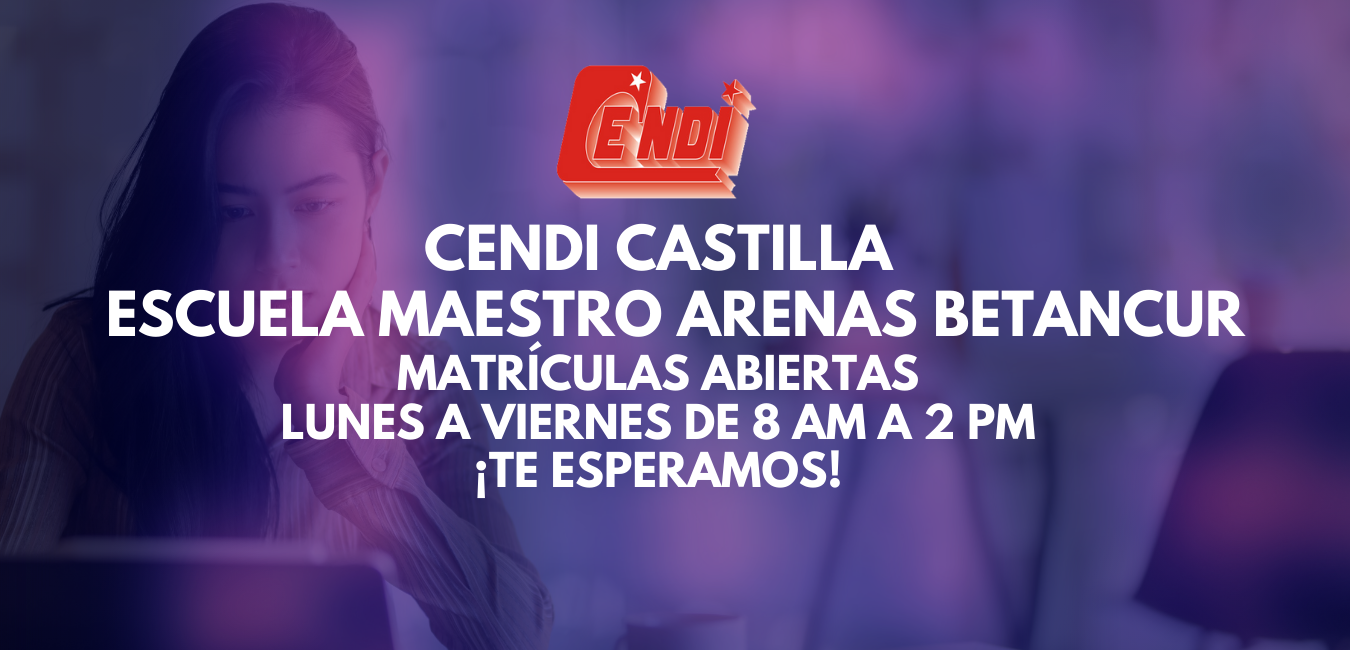 CENDI
CENDI CASTILLA
ESCUELA MAESTRO ARENAS BETANCUR
MATRÍCULAS ABIERTAS
LUNES A VIERNES DE 8 AM A 2 PM
¡TE ESPERAMOS!